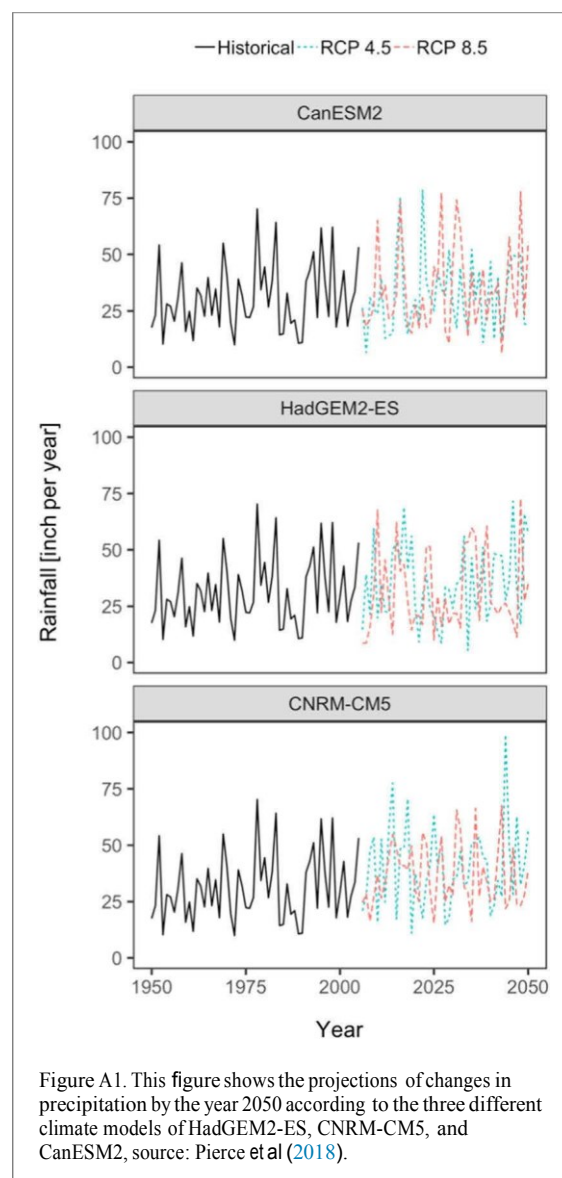 Historical RCP 4.5 RCP 8.5
CanESM2
100
75
50
25
0
HadGEM2-ES
100
75
50
25
0
Rainfall [inch per year]
CNRM-CM5
100
75
50
25
0
1950 1975 2000 2025 2050
Year
Figure A1. This figure shows the projections of changes in
precipitation by the year 2050 according to the three different
climate models of HadGEM2-ES, CNRM-CM5, and
CanESM2, source: Pierce et al (2018).